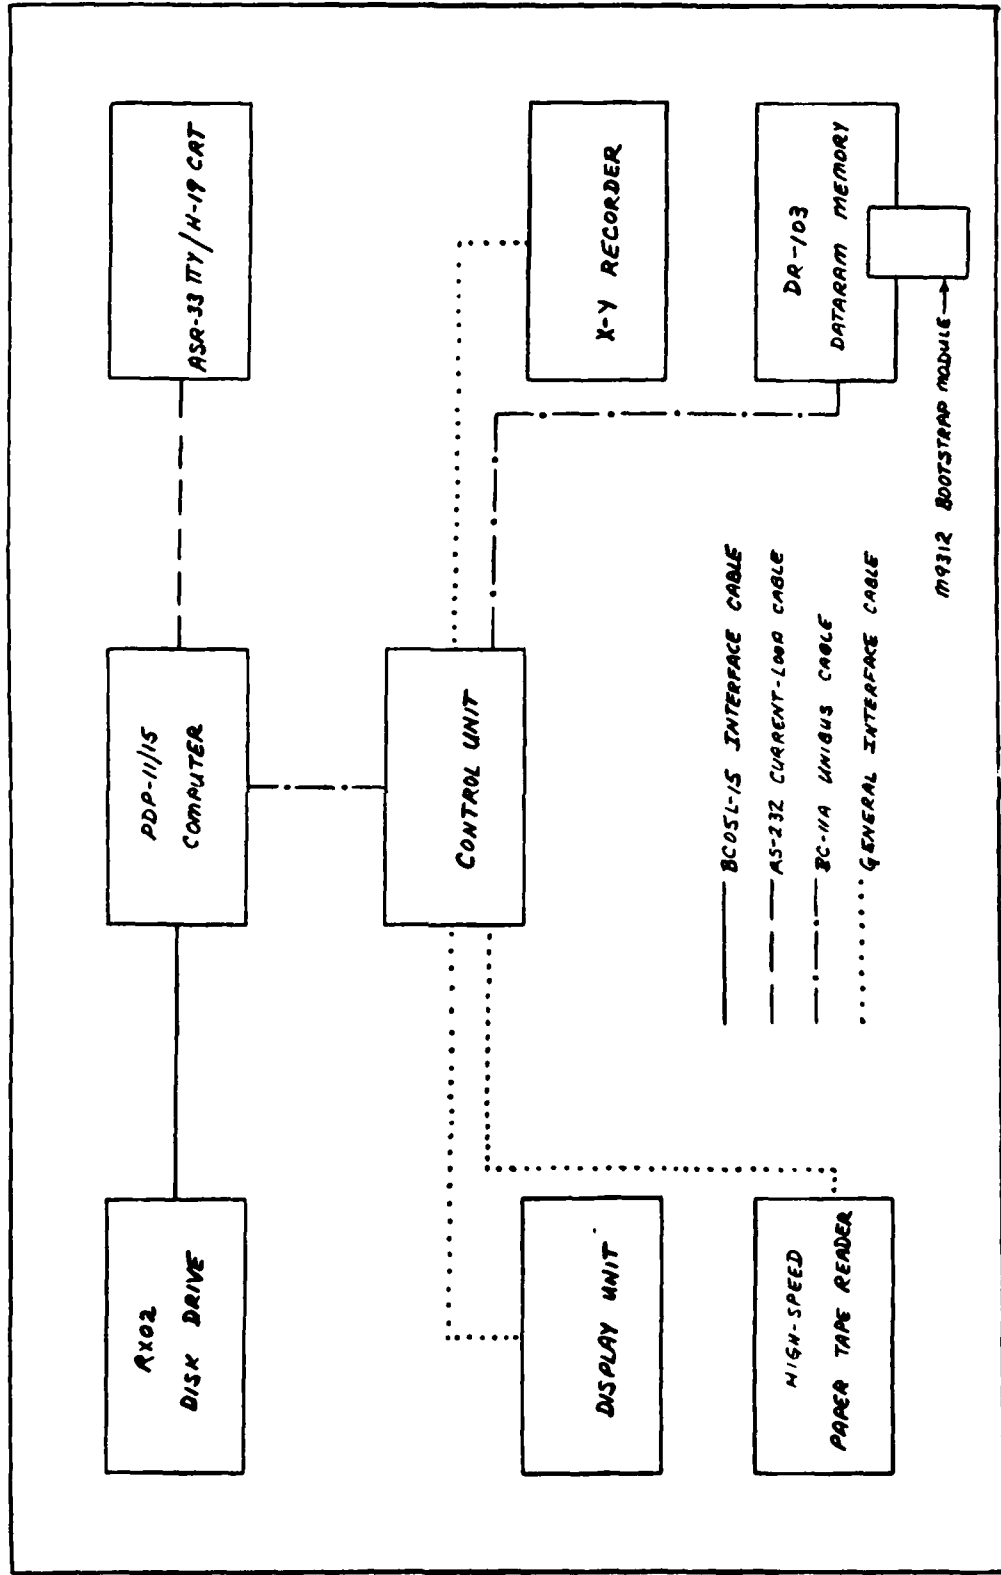 RX02
DISK DRIVE
PDP-11/15
COMPUTER
ASR-33 TTY/H-19 CRT
DISPLAY UNIT
CONTROL UNIT
X-Y RECORDER
HIGH-SPEED
PAPER TAPE READER
DR-103
DATARAM MEMORY
BC05L-15 INTERFACE CABLE
RS-232 CURRENT-LOOP CABLE
BC-11A UNIBUS CABLE
GENERAL INTERFACE CABLE
M9312 BOOTSTRAP MODULE